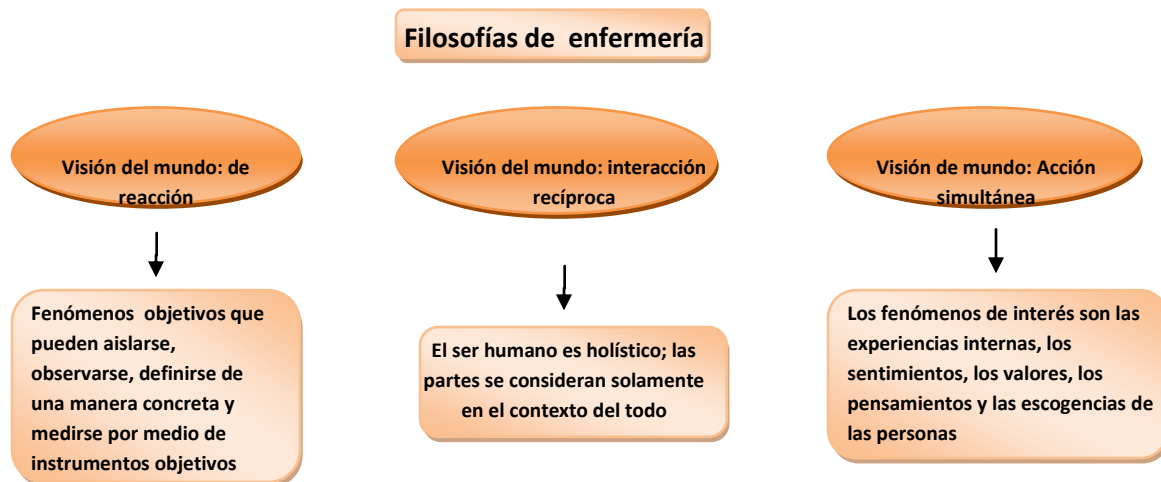 Filosofías de enfermería
Visión del mundo: de
reacción
Visión del mundo: interacción
recíproca
Visión de mundo: Acción
simultánea
Fenómenos objetivos que
pueden aislarse,
observarse, definirse de
una manera concreta y
medirse por medio de
instrumentos objetivos
El ser humano es holístico; las
partes se consideran solamente
en el contexto del todo
Los fenómenos de interés son las
experiencias internas, los
sentimientos, los valores, los
pensamientos y las escogencias de
las personas